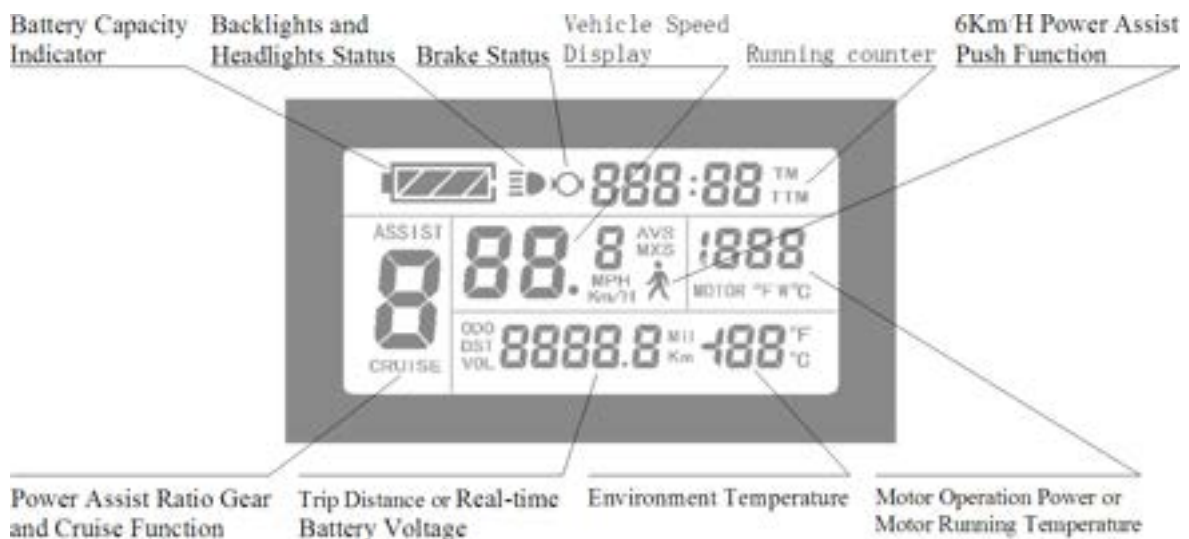 Battery Capacity
Indicator
Backlights and
Headlights Status
Brake Status
Vehicle Speed
Display
Running counter
6Km/H Power Assist
Push Function
888:88
TM
TTM
ASSIST
8
CRUISE
88.8
AVS
MXS
MPH
Km/H
1888
MOTOR °F W°C
ODO
DST
VOL
8888.8
Mil
Km
-188
°F
°C
Power Assist Ratio Gear
and Cruise Function
Trip Distance or Real-time
Battery Voltage
Environment Temperature
Motor Operation Power or
Motor Running Temperature